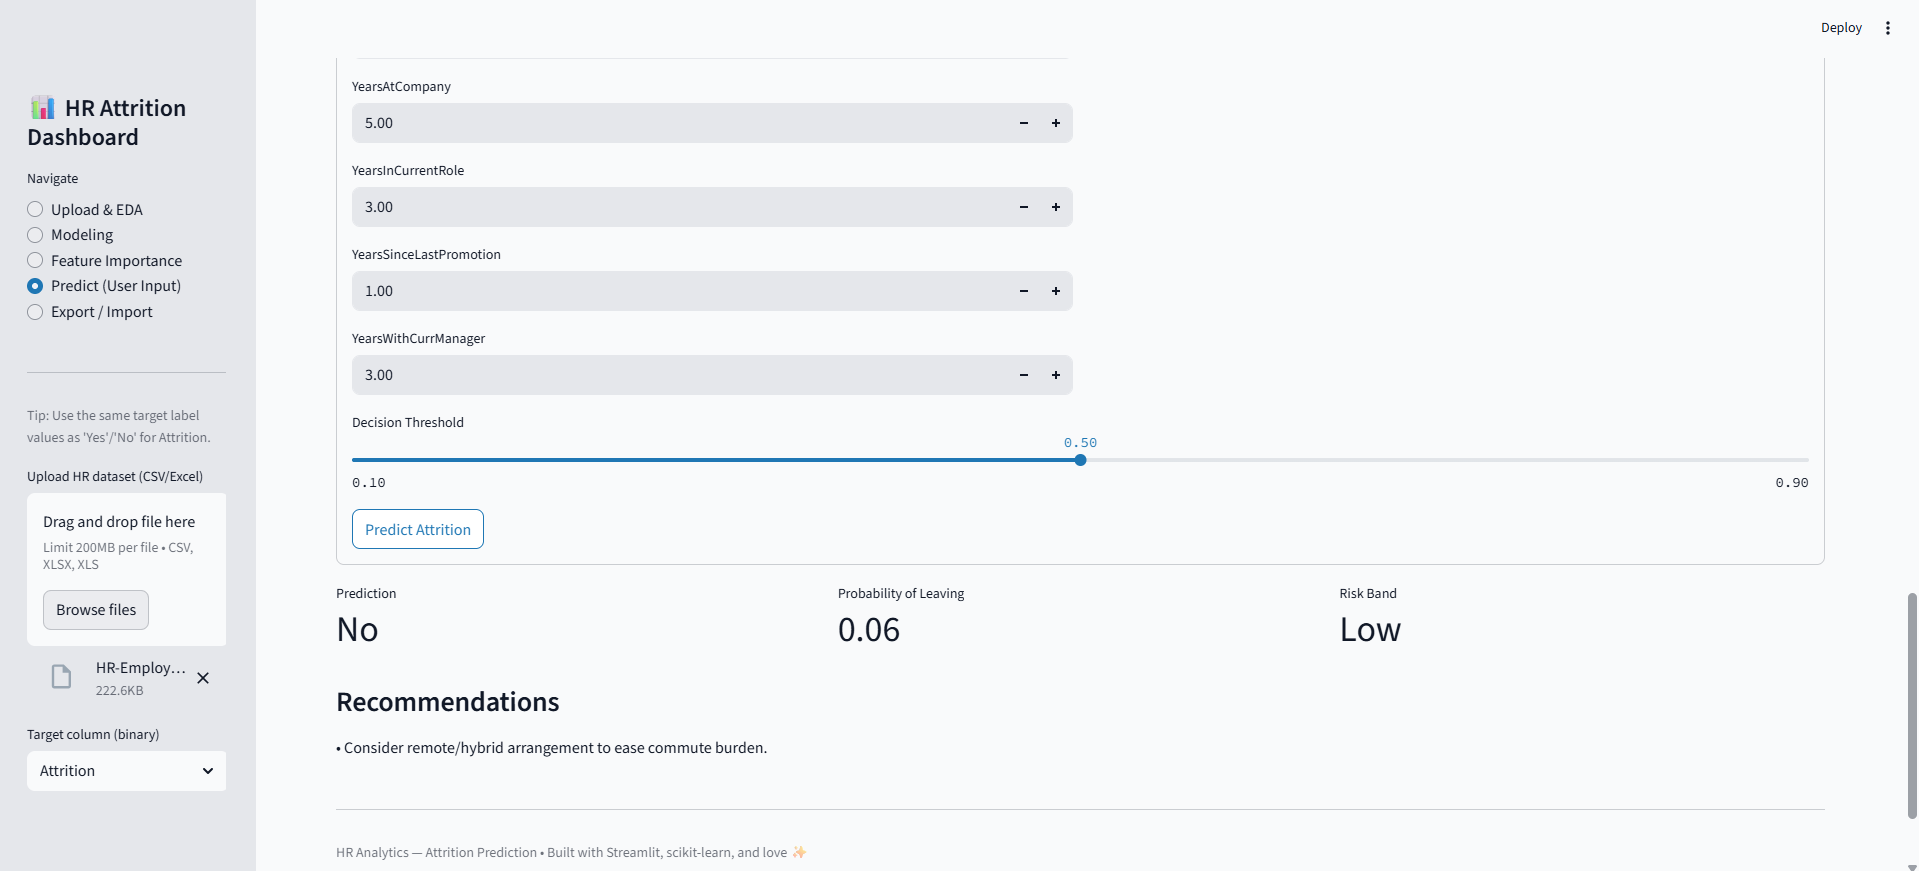 Deploy
📊 HR Attrition
Dashboard
Navigate
Upload & EDA
Modeling
Feature Importance
Predict (User Input)
Export / Import
Tip: Use the same target label
values as 'Yes'/'No' for Attrition.
Upload HR dataset (CSV/Excel)
Drag and drop file here
Limit 200MB per file • CSV,
XLSX, XLS
Browse files
HR-Employ...
222.6KB
Target column (binary)
Attrition
YearsAtCompany
5.00
YearsInCurrentRole
3.00
YearsSinceLastPromotion
1.00
YearsWithCurrManager
3.00
Decision Threshold
0.50
0.10 0.90
Predict Attrition
Prediction Probability of Leaving Risk Band
No 0.06 Low
Recommendations
• Consider remote/hybrid arrangement to ease commute burden.
HR Analytics — Attrition Prediction • Built with Streamlit, scikit-learn, and love ✨